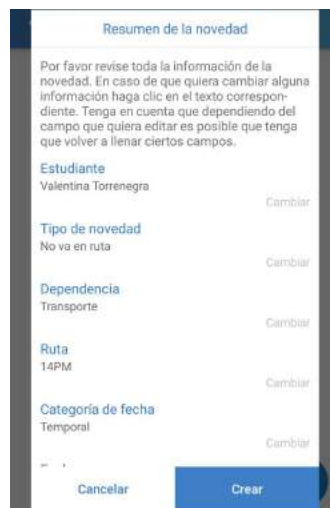 Resumen de la novedad
Por favor revise toda la información de la
novedad. En caso de que quiera cambiar alguna
información haga clic en el texto correspon-
diente. Tenga en cuenta que dependiendo del
campo que quiera editar es posible que tenga
que volver a llenar ciertos campos.
Estudiante
Valentina Torrenegra
Cambiar
Tipo de novedad
No va en ruta
Cambiar
Dependencia
Transporte
Cambiar
Ruta
14PM
Cambiar
Categoría de fecha
Temporal
Cambiar
Cancelar
Crear